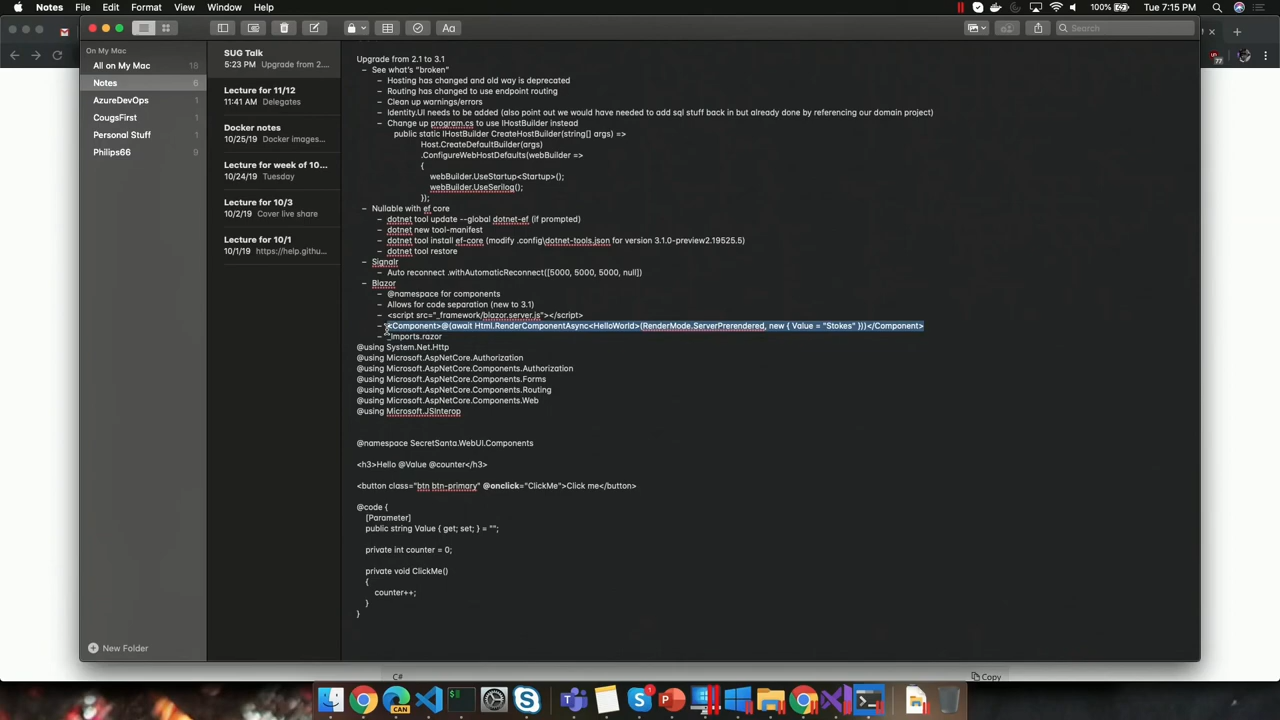 Notes File Edit Format View Window Help
100% Tue 7:15 PM
Aa
Search
On My Mac
All on My Mac 18
Notes 6
AzureDevOps 1
CougsFirst 1
Personal Stuff 1
Philips66 9
New Folder
SUG Talk
5:23 PM Upgrade from 2....
Lecture for 11/12
11:41 AM Delegates
Docker notes
10/25/19 Docker images...
Lecture for week of 10...
10/24/19 Tuesday
Lecture for 10/3
10/2/19 Cover live share
Lecture for 10/1
10/1/19 https://help.githu...
Upgrade from 2.1 to 3.1
– See what's "broken"
– Hosting has changed and old way is deprecated
– Routing has changed to use endpoint routing
– Clean up warnings/errors
– Identity.UI needs to be added (also point out we would have needed to add sql stuff back in but already done by referencing our domain project)
– Change up program.cs to use IHostBuilder instead
public static IHostBuilder CreateHostBuilder(string[] args) =>
Host.CreateDefaultBuilder(args)
.ConfigureWebHostDefaults(webBuilder =>
{
webBuilder.UseStartup<Startup>();
webBuilder.UseSerilog();
});
– Nullable with ef core
– dotnet tool update --global dotnet-ef (if prompted)
– dotnet new tool-manifest
– dotnet tool install ef-core (modify .config\dotnet-tools.json for version 3.1.0-preview2.19525.5)
– dotnet tool restore
– Signalr
– Auto reconnect .withAutomaticReconnect([5000, 5000, 5000, null])
– Blazor
– @namespace for components
– Allows for code separation (new to 3.1)
– <script src="_framework/blazor.server.js"></script>
– <Component>@(await Html.RenderComponentAsync<HelloWorld>(RenderMode.ServerPrerendered, new { Value = "Stokes" }))</Component>
– _Imports.razor
@using System.Net.Http
@using Microsoft.AspNetCore.Authorization
@using Microsoft.AspNetCore.Components.Authorization
@using Microsoft.AspNetCore.Components.Forms
@using Microsoft.AspNetCore.Components.Routing
@using Microsoft.AspNetCore.Components.Web
@using Microsoft.JSInterop
@namespace SecretSanta.WebUI.Components
<h3>Hello @Value @counter</h3>
<button class="btn btn-primary" @onclick="ClickMe">Click me</button>
@code {
[Parameter]
public string Value { get; set; } = "";
private int counter = 0;
private void ClickMe()
{
counter++;
}
}
C# Copy
CAN
1